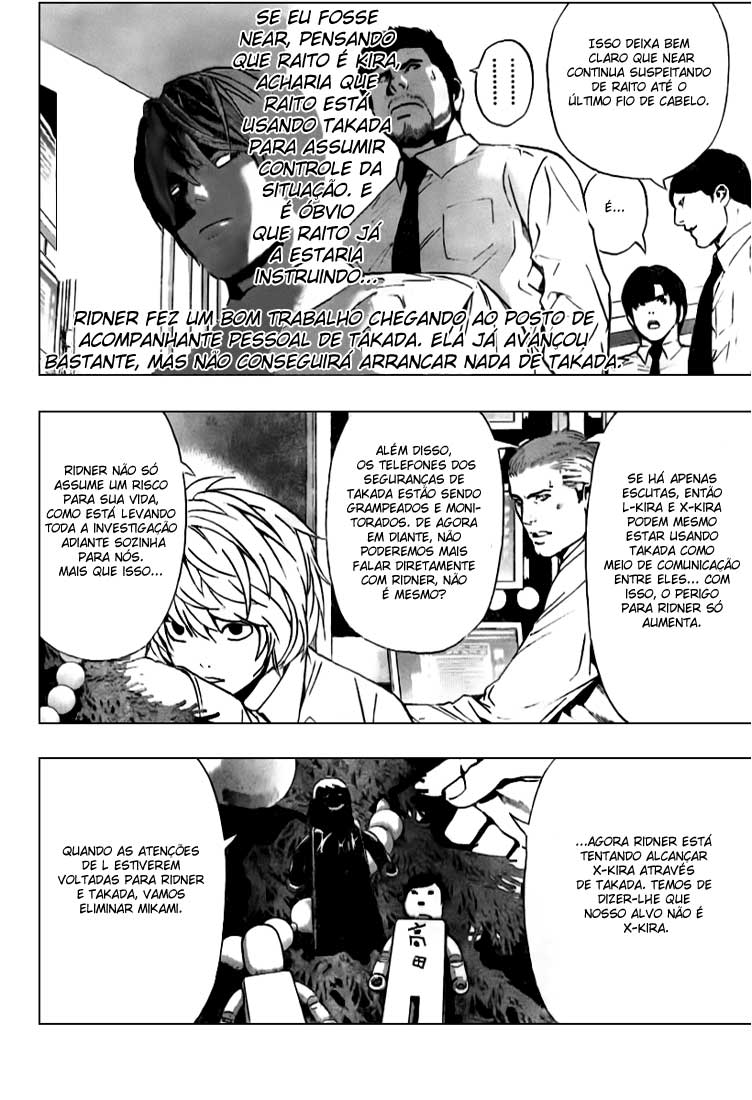 ISSO DEIXA BEM
CLARO QUE NEAR
CONTINUA SUSPEITANDO
DE RAITO ATÉ O
ÚLTIMO FIO DE CABELO.
É...
SE EU FOSSE
NEAR, PENSANDO
QUE RAITO É KIRA,
ACHARIA QUE
RAITO ESTÁ
USANDO TAKADA
PARA ASSUMIR
CONTROLE DA
SITUAÇÃO. E
É ÓBVIO
QUE RAITO JÁ
A ESTARIA
INSTRUINDO...
RIDNER FEZ UM BOM TRABALHO CHEGANDO AO POSTO DE
ACOMPANHANTE PESSOAL DE TAKADA. ELA JÁ AVANÇOU
BASTANTE, MAS NÃO CONSEGUIRÁ ARRANCAR NADA DE TAKADA.
SE HÁ APENAS
ESCUTAS, ENTÃO
L-KIRA E X-KIRA
PODEM MESMO
ESTAR USANDO
TAKADA COMO
MEIO DE COMUNICAÇÃO
ENTRE ELES... COM
ISSO, O PERIGO
PARA RIDNER SÓ
AUMENTA.
ALÉM DISSO,
OS TELEFONES DOS
SEGURANÇAS DE
TAKADA ESTÃO SENDO
GRAMPEADOS E MONI-
TORADOS. DE AGORA
EM DIANTE, NÃO
PODEREMOS MAIS
FALAR DIRETAMENTE
COM RIDNER, NÃO
É MESMO?
RIDNER NÃO SÓ
ASSUME UM RISCO
PARA SUA VIDA,
COMO ESTÁ LEVANDO
TODA A INVESTIGAÇÃO
ADIANTE SOZINHA
PARA NÓS.
MAIS QUE ISSO...
...AGORA RIDNER ESTÁ
TENTANDO ALCANÇAR
X-KIRA ATRAVÉS
DE TAKADA. TEMOS DE
DIZER-LHE QUE
NOSSO ALVO NÃO É
X-KIRA.
高田
QUANDO AS ATENÇÕES
DE L ESTIVEREM
VOLTADAS PARA RIDNER
E TAKADA, VAMOS
ELIMINAR MIKAMI.